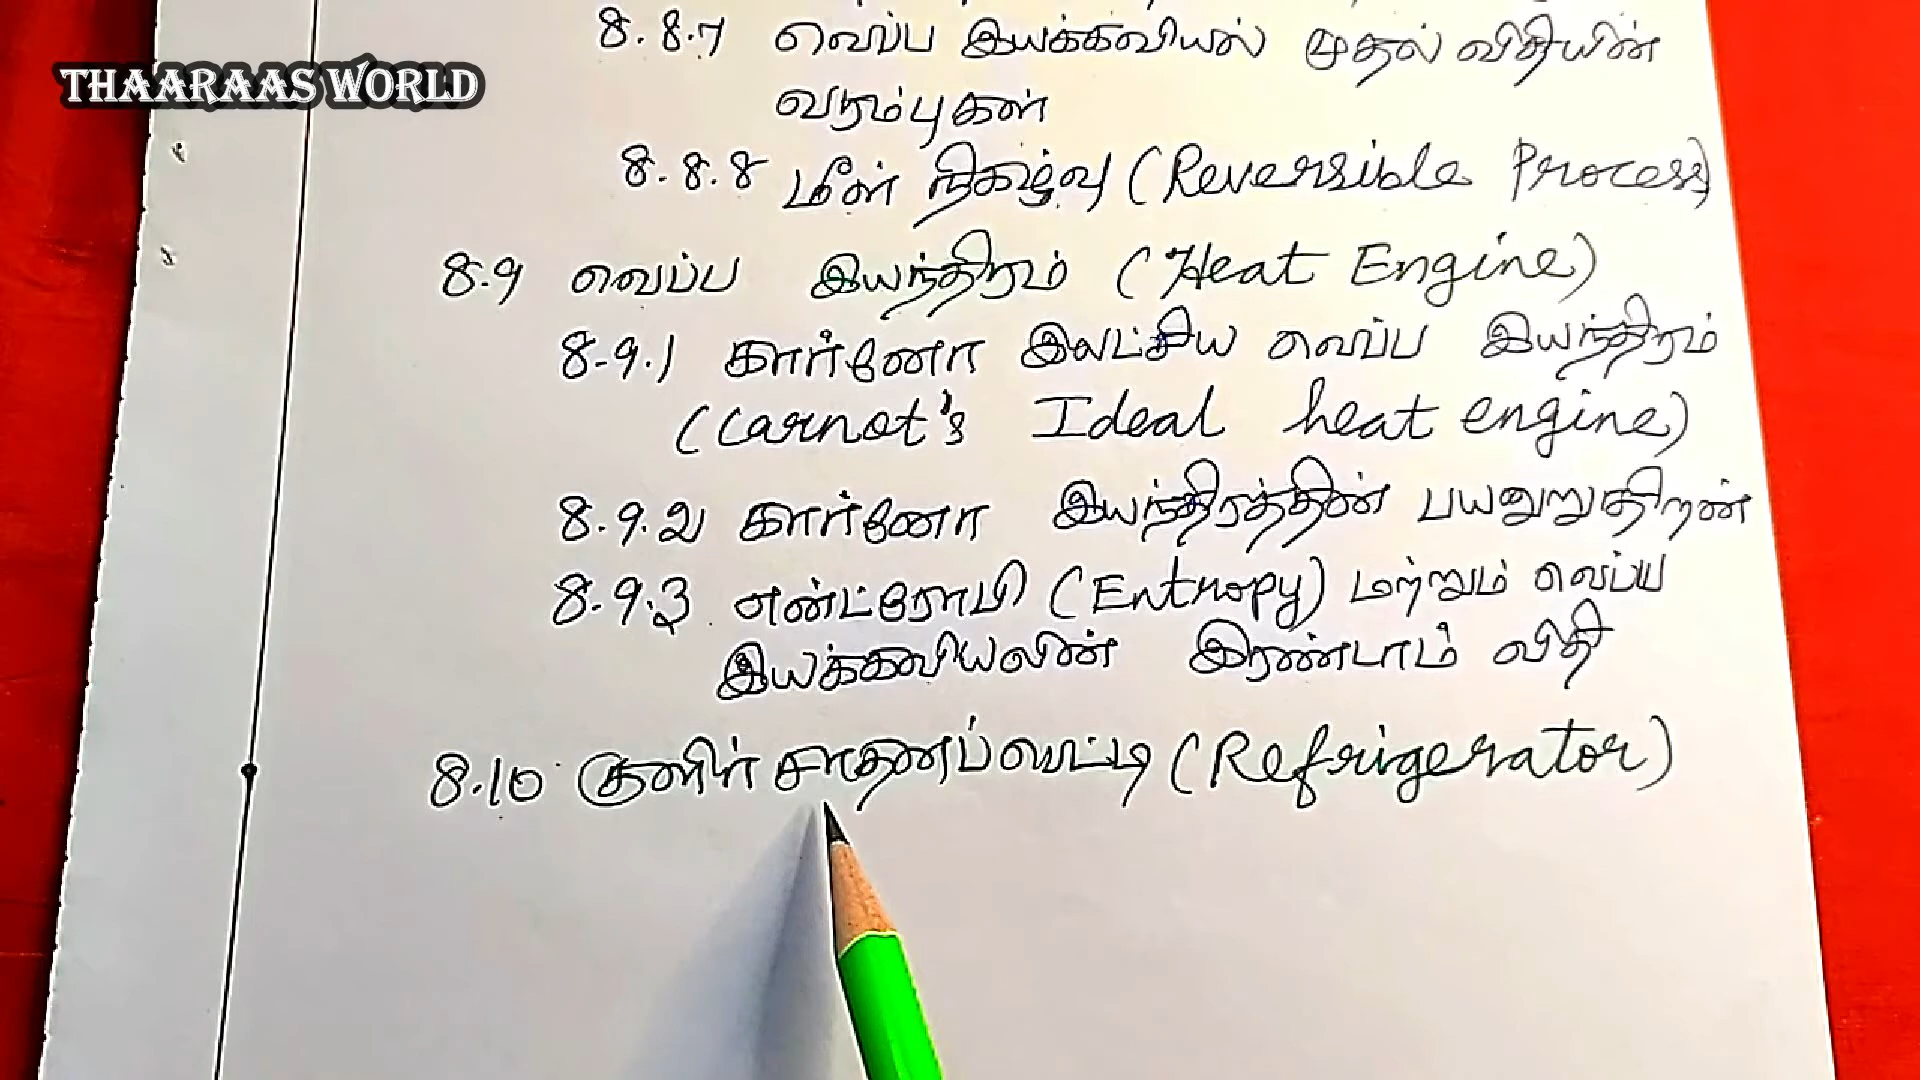 THAARAAS WORLD
8.8.7 வெப்ப இயக்கவியல் முதல் விதியின்
வரம்புகள்
8.8.8 மீள் நிகழ்வு (Reversible Process)
8.9 வெப்ப இயந்திரம் (Heat Engine)
8.9.1 கார்னோ இலட்சிய வெப்ப இயந்திரம்
(Carnot's Ideal heat engine)
8.9.2 கார்னோ இயந்திரத்தின் பயனுறுதிறன்
8.9.3 என்ட்ரோபி (Entropy) மற்றும் வெப்ப
இயக்கவியலின் இரண்டாம் விதி
8.10 குளிர் சாதனப்பெட்டி (Refrigerator)